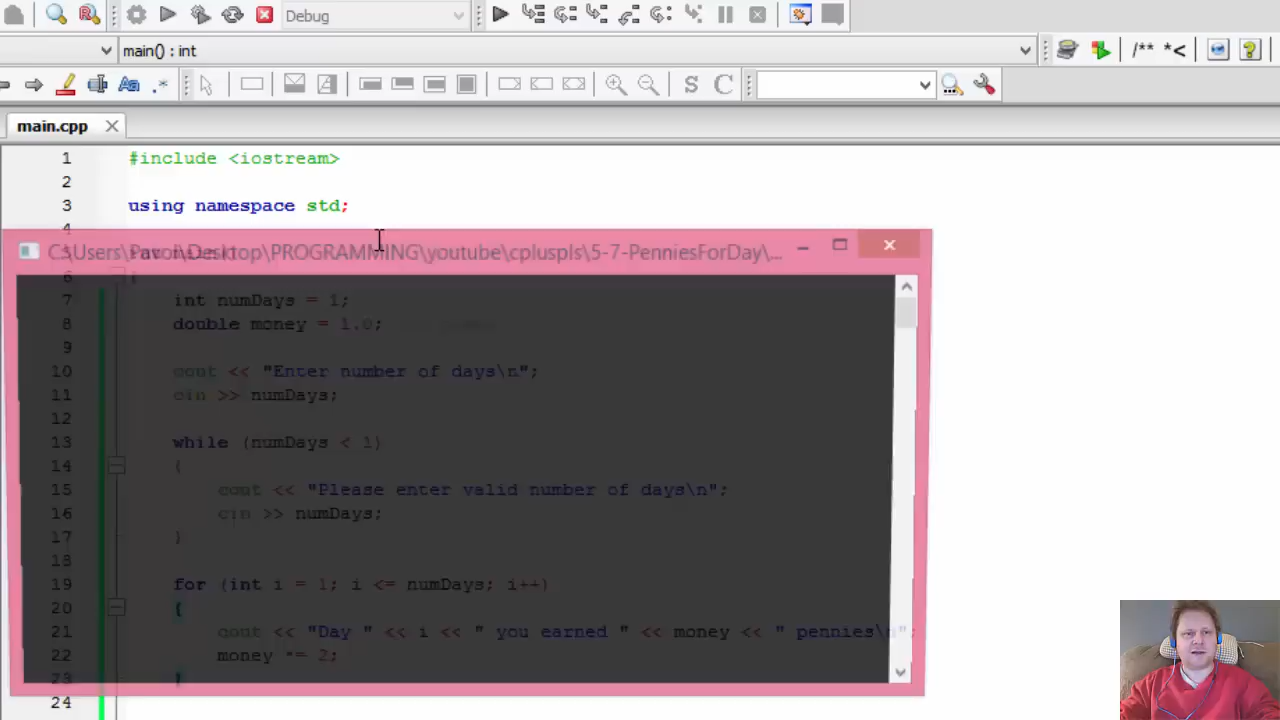 Debug
main() : int
/** *<
S C
main.cpp
1 #include <iostream>
2
3 using namespace std;
4
C:\Users\Pavol\Desktop\PROGRAMMING\youtube\cpluspls\5-7-PenniesForDay\...
6 {
7 int numDays = 1;
8 double money = 1.0;
9
10 cout << "Enter number of days\n";
11 cin >> numDays;
12
13 while (numDays < 1)
14 {
15 cout << "Please enter valid number of days\n";
16 cin >> numDays;
17 }
18
19 for (int i = 1; i <= numDays; i++)
20 {
21 cout << "Day " << i << " you earned " << money << " pennies\n";
22 money *= 2;
23 }
24